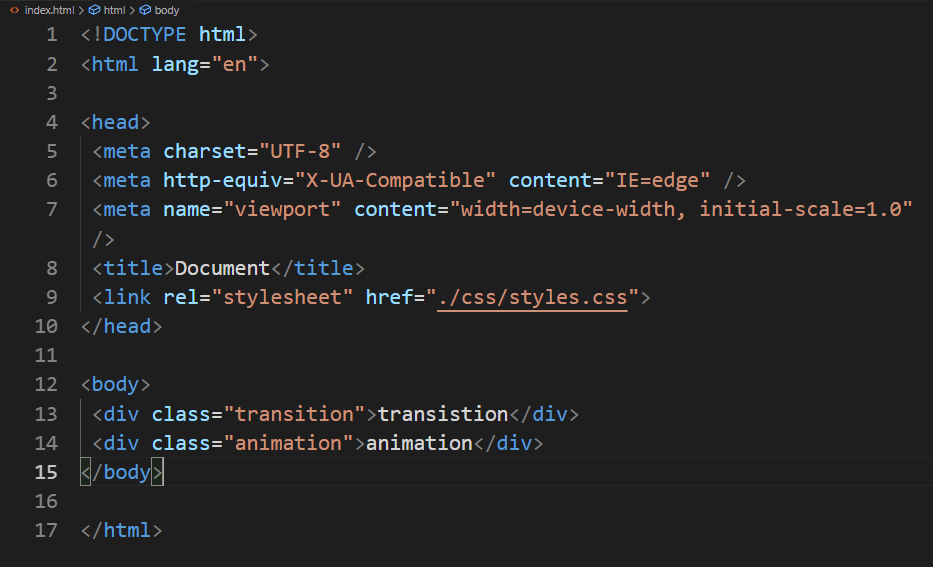 index.html > html > body
1 <!DOCTYPE html>
2 <html lang="en">
3
4 <head>
5 <meta charset="UTF-8" />
6 <meta http-equiv="X-UA-Compatible" content="IE=edge" />
7 <meta name="viewport" content="width=device-width, initial-scale=1.0"
/>
8 <title>Document</title>
9 <link rel="stylesheet" href="./css/styles.css">
10 </head>
11
12 <body>
13 <div class="transition">transistion</div>
14 <div class="animation">animation</div>
15 </body>
16
17 </html>